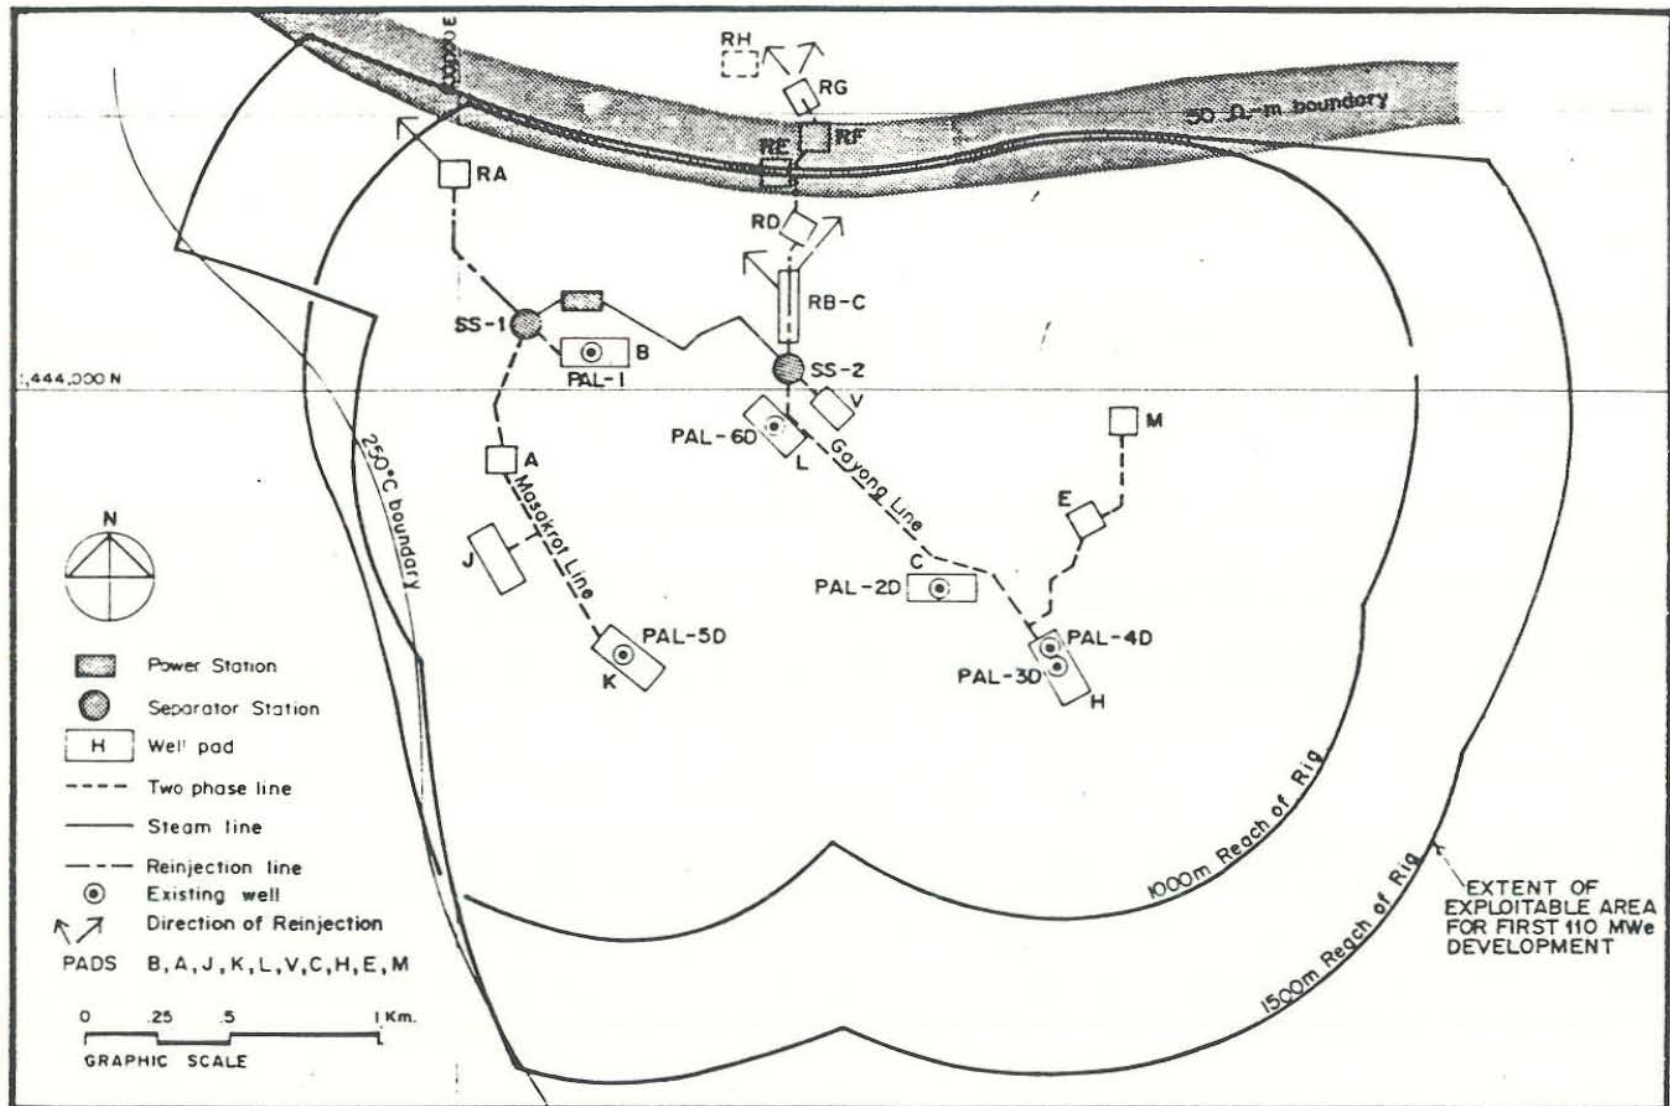 RH
RG
50 Ω-m boundary
RF
RE
RA
RD
RB-C
SS-1
B
PAL-1
SS-2
444,000 N
V
PAL-6D
L
M
A
Gayong Line
250°C boundary
Masakrot Line
E
N
J
C
PAL-2D
PAL-5D
K
PAL-4D
PAL-3D
H
Power Station
Separator Station
H Well pad
Two phase line
Steam line
Reinjection line
Existing well
Direction of Reinjection
PADS B, A, J, K, L, V, C, H, E, M
0 .25 .5 1 Km.
GRAPHIC SCALE
1000m Reach of Rig
1500m Reach of Rig
EXTENT OF
EXPLOITABLE AREA
FOR FIRST 110 MWe
DEVELOPMENT